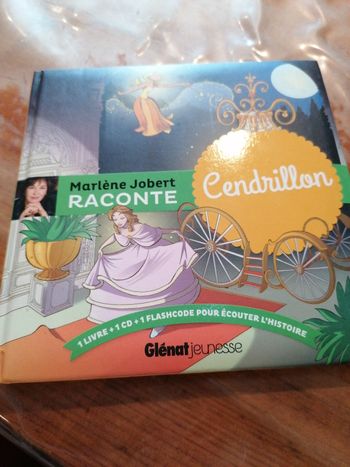 Marlène Jobert
RACONTE
Cendrillon
1 LIVRE + 1 CD + 1 FLASHCODE POUR ÉCOUTER L'HISTOIRE
Glénat jeunesse